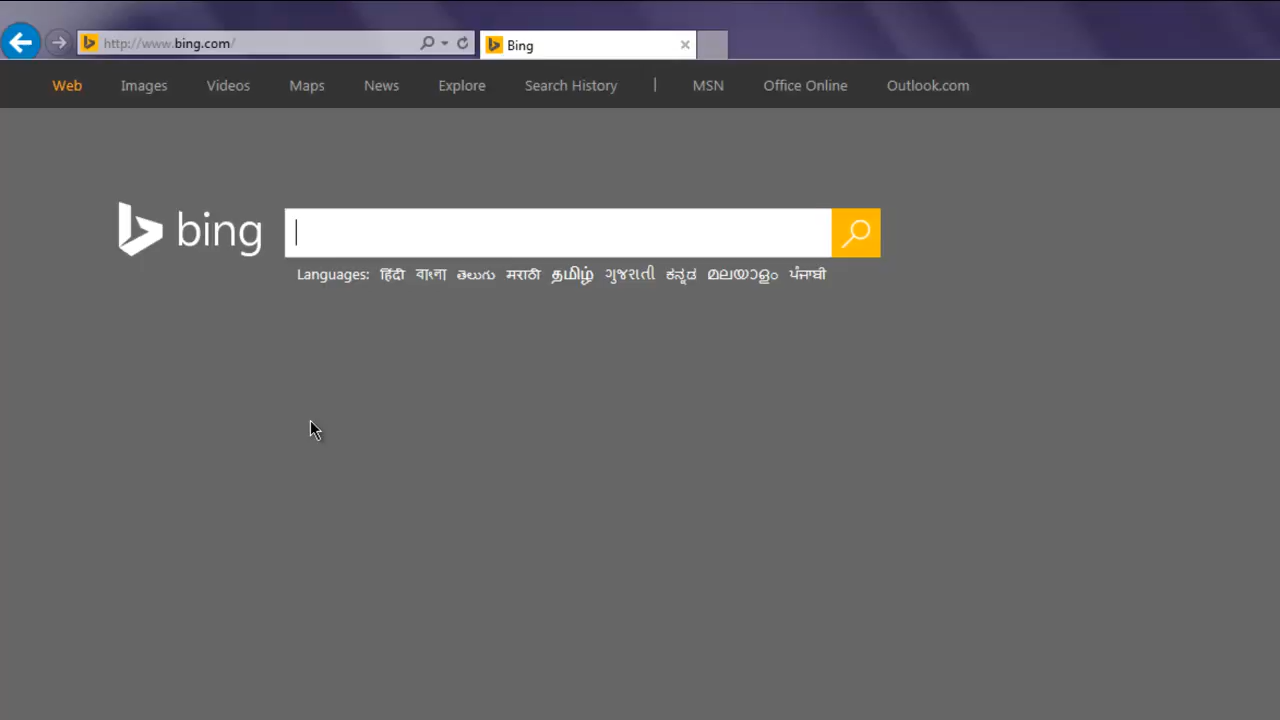 http://www.bing.com/
Bing
Web Images Videos Maps News Explore Search History | MSN Office Online Outlook.com
bing
Languages: हिंदी বাংলা తెలుగు मराठी தமிழ் ગુજરાતી ಕನ್ನಡ മലയാളം ਪੰਜਾਬੀ